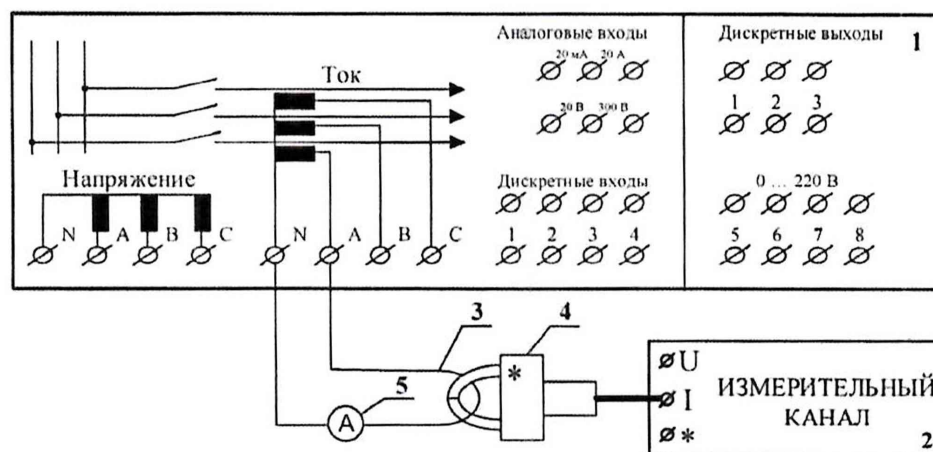 Аналоговые входы
Дискретные выходы
1
20 мА 20 А
Ток
1 2 3
20 В 300 В
Напряжение
Дискретные входы
0 ... 220 В
N A B C
N A B C
1 2 3 4
5 6 7 8
3
4
5
*
A
U
I
*
ИЗМЕРИТЕЛЬНЫЙ
КАНАЛ
2